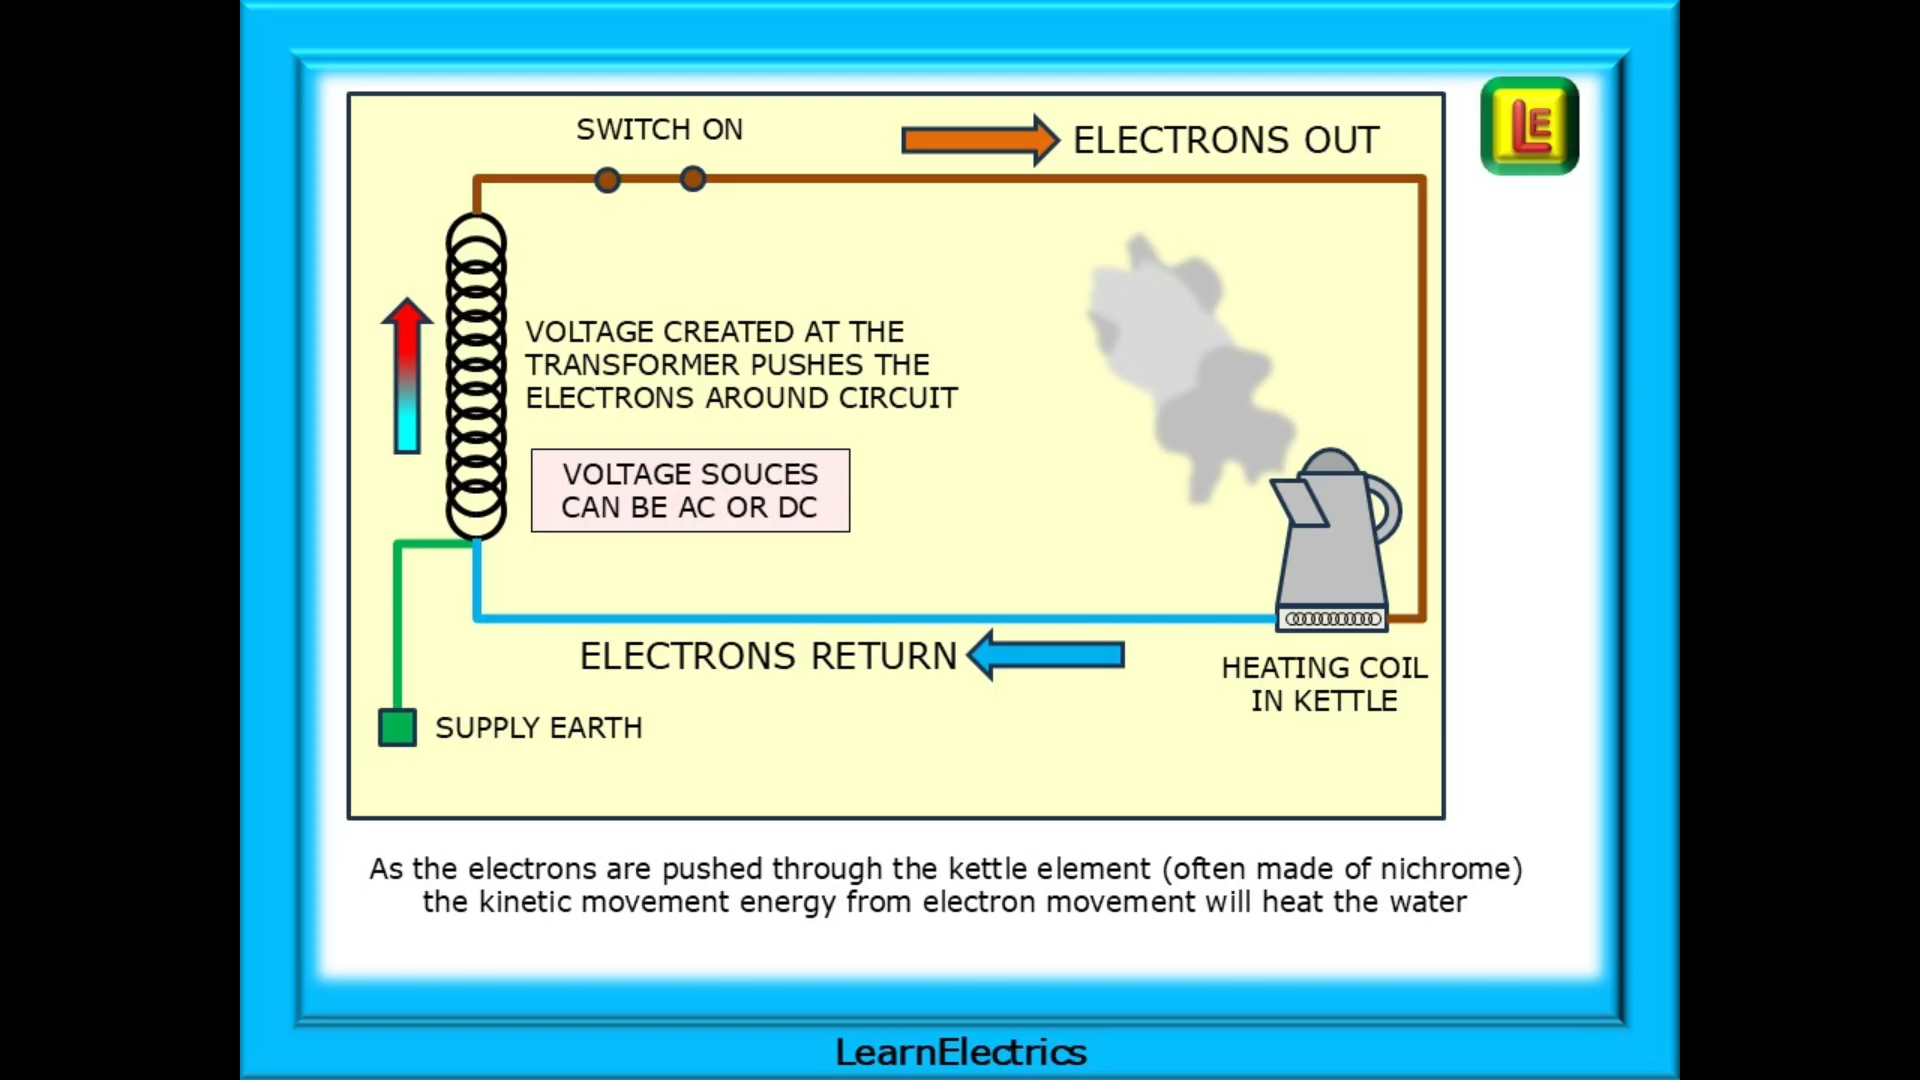 SWITCH ON
ELECTRONS OUT
LE
VOLTAGE CREATED AT THE
TRANSFORMER PUSHES THE
ELECTRONS AROUND CIRCUIT
VOLTAGE SOUCES
CAN BE AC OR DC
ELECTRONS RETURN
HEATING COIL
IN KETTLE
SUPPLY EARTH
As the electrons are pushed through the kettle element (often made of nichrome)
the kinetic movement energy from electron movement will heat the water
LearnElectrics